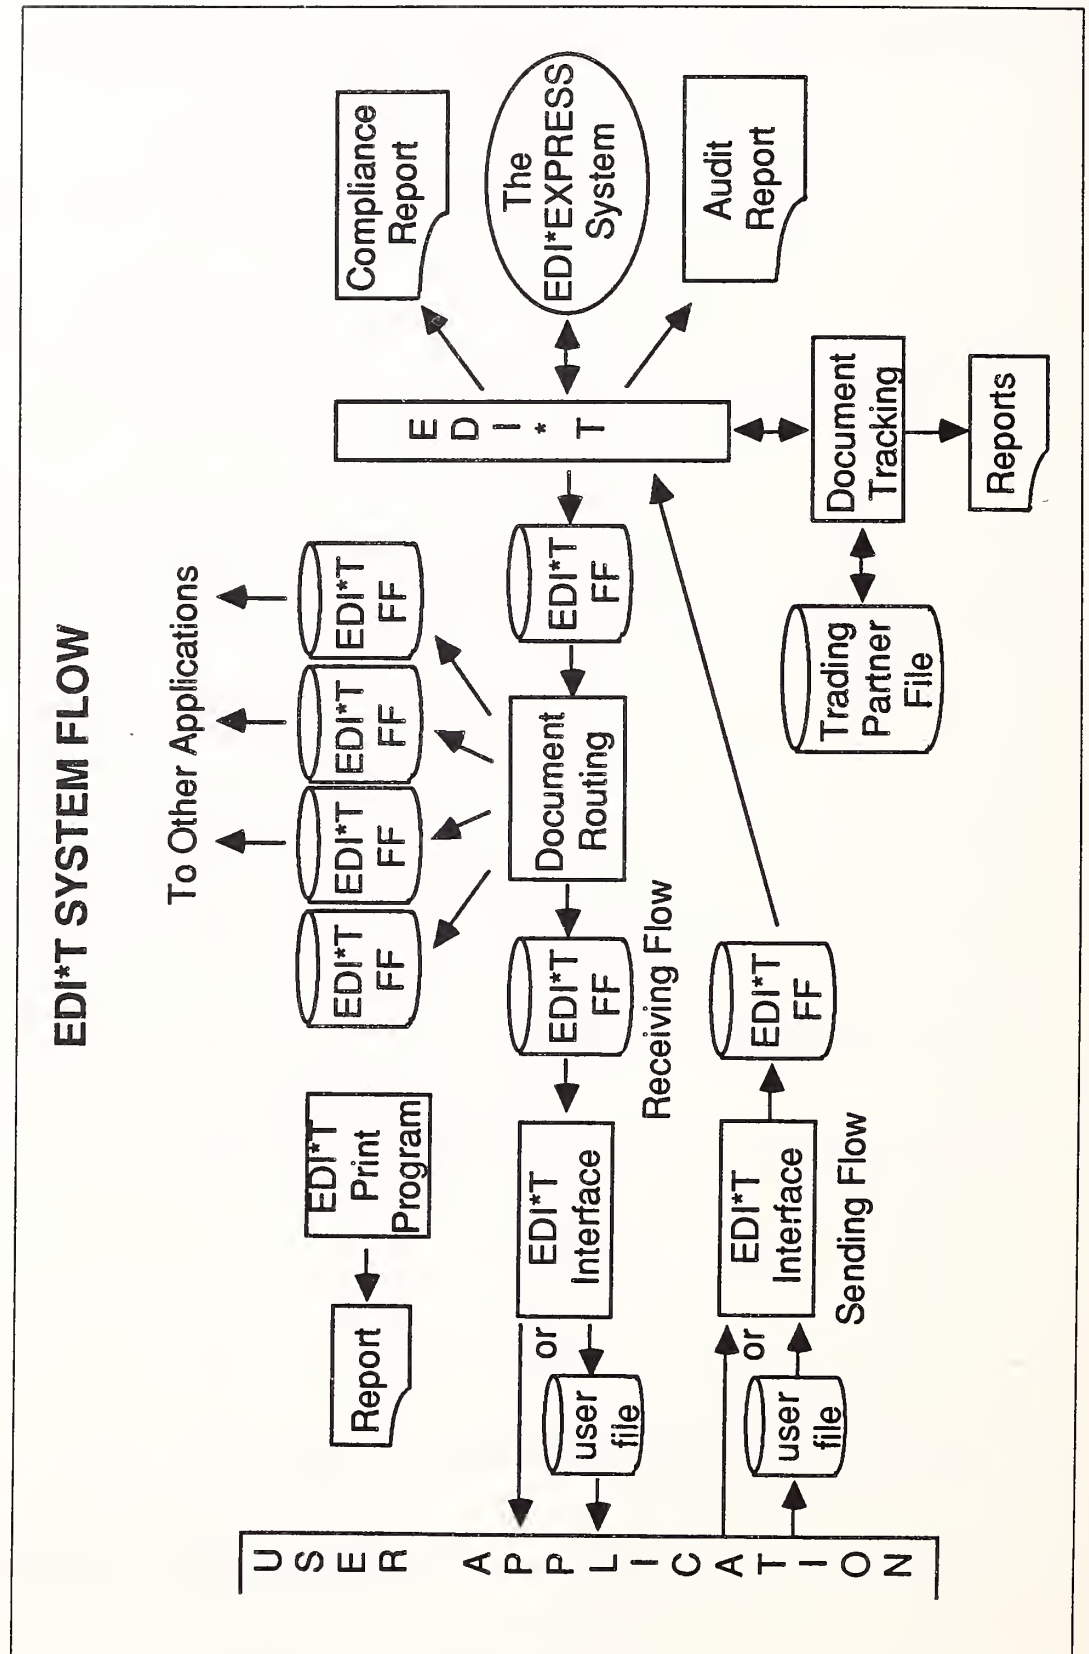 EDI*T SYSTEM FLOW
To Other Applications
Report
EDI*T
Print
Program
EDI*T
FF
EDI*T
FF
EDI*T
FF
EDI*T
FF
Compliance
Report
USER APPLICATION
or
user
file
EDI*T
Interface
EDI*T
FF
Receiving Flow
Document
Routing
EDI*T
FF
EDI*T
The
EDI*EXPRESS
System
or
user
file
EDI*T
Interface
Sending Flow
EDI*T
FF
Audit
Report
Trading
Partner
File
Document
Tracking
Reports